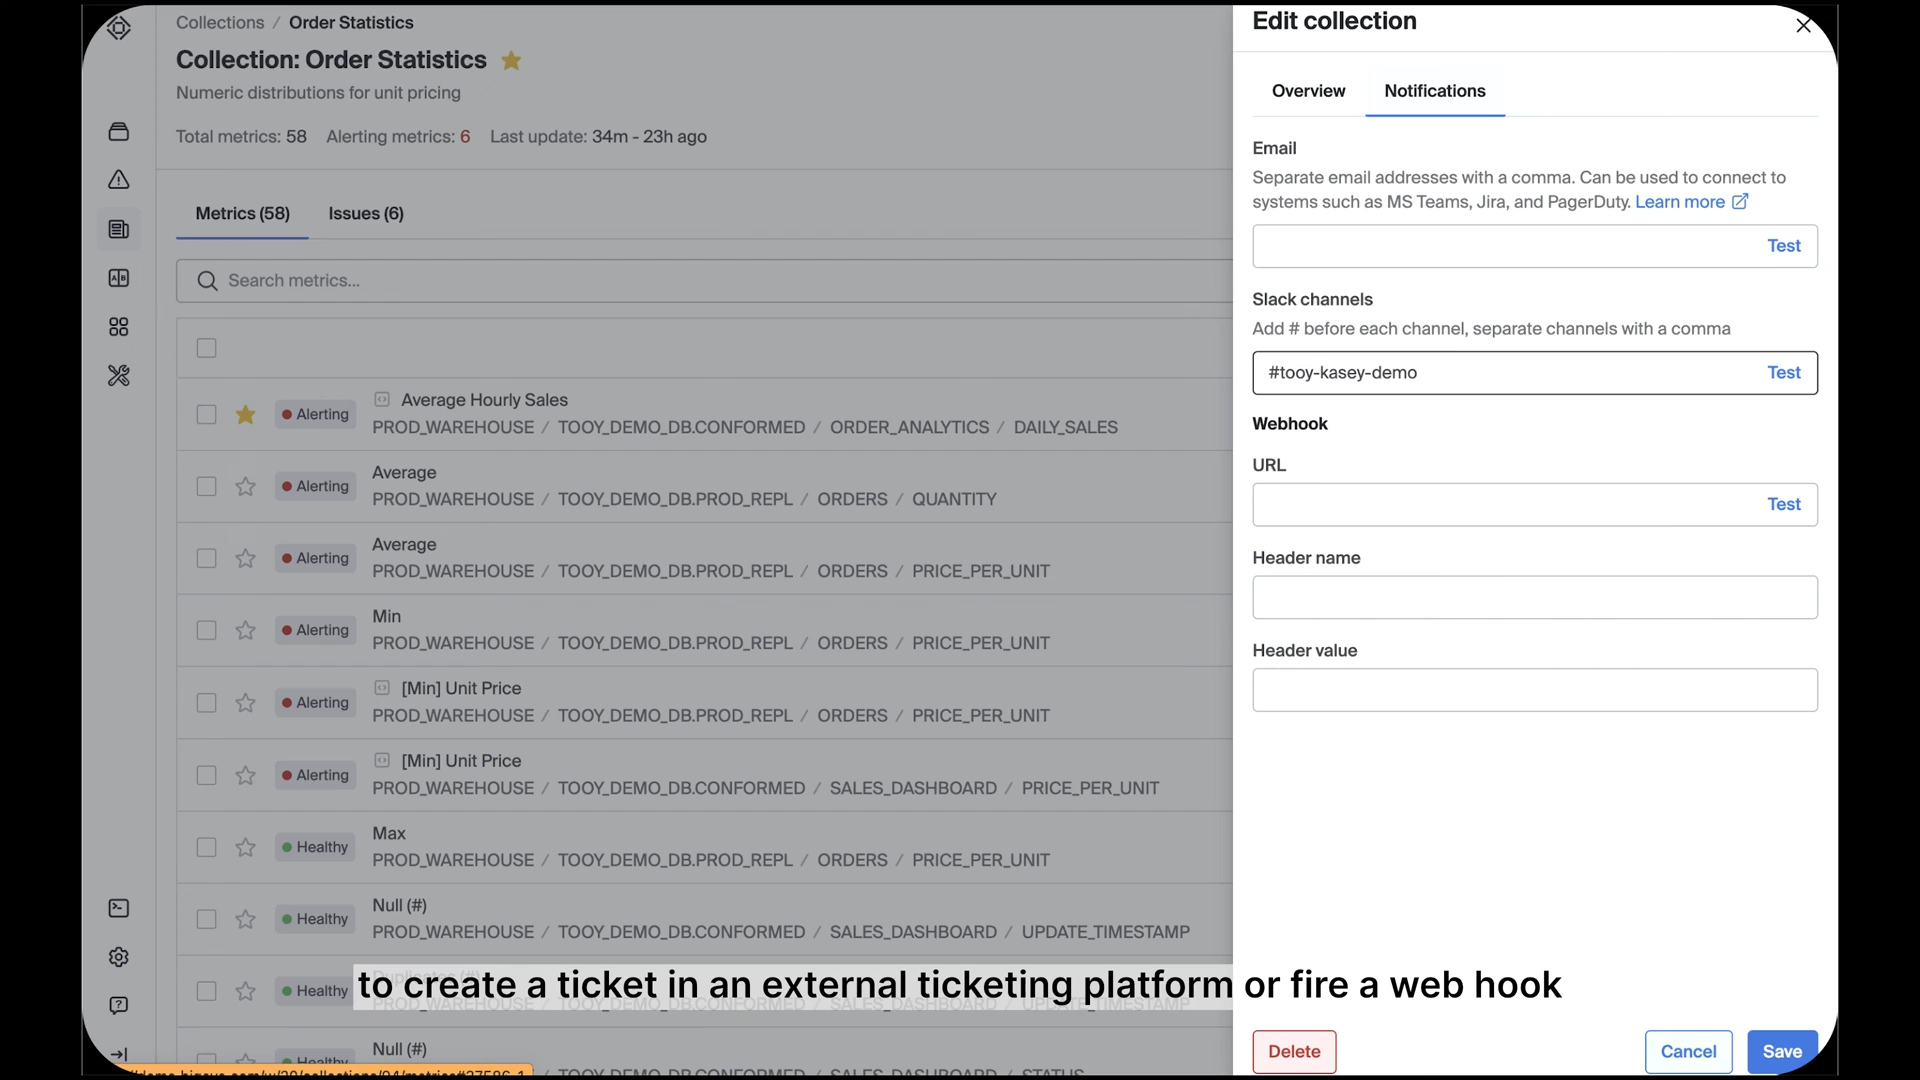 Collections / Order Statistics
Collection: Order Statistics
Numeric distributions for unit pricing
Total metrics: 58 Alerting metrics: 6 Last update: 34m - 23h ago
Metrics (58) Issues (6)
Search metrics...
Alerting Average Hourly Sales
PROD_WAREHOUSE / TOOY_DEMO_DB.CONFORMED / ORDER_ANALYTICS / DAILY_SALES
Alerting Average
PROD_WAREHOUSE / TOOY_DEMO_DB.PROD_REPL / ORDERS / QUANTITY
Alerting Average
PROD_WAREHOUSE / TOOY_DEMO_DB.PROD_REPL / ORDERS / PRICE_PER_UNIT
Alerting Min
PROD_WAREHOUSE / TOOY_DEMO_DB.PROD_REPL / ORDERS / PRICE_PER_UNIT
Alerting [Min] Unit Price
PROD_WAREHOUSE / TOOY_DEMO_DB.PROD_REPL / ORDERS / PRICE_PER_UNIT
Alerting [Min] Unit Price
PROD_WAREHOUSE / TOOY_DEMO_DB.CONFORMED / SALES_DASHBOARD / PRICE_PER_UNIT
Healthy Max
PROD_WAREHOUSE / TOOY_DEMO_DB.PROD_REPL / ORDERS / PRICE_PER_UNIT
Healthy Null (#)
PROD_WAREHOUSE / TOOY_DEMO_DB.CONFORMED / SALES_DASHBOARD / UPDATE_TIMESTAMP
Healthy
PROD_WAREHOUSE / TOOY_DEMO_DB.CONFORMED / SALES_DASHBOARD / UPDATE_TIMESTAMP
Healthy Null (#)
Edit collection
Overview Notifications
Email
Separate email addresses with a comma. Can be used to connect to
systems such as MS Teams, Jira, and PagerDuty. Learn more
Test
Slack channels
Add # before each channel, separate channels with a comma
#tooy-kasey-demo Test
Webhook
URL
Test
Header name
Header value
Delete Cancel Save
to create a ticket in an external ticketing platform or fire a web hook